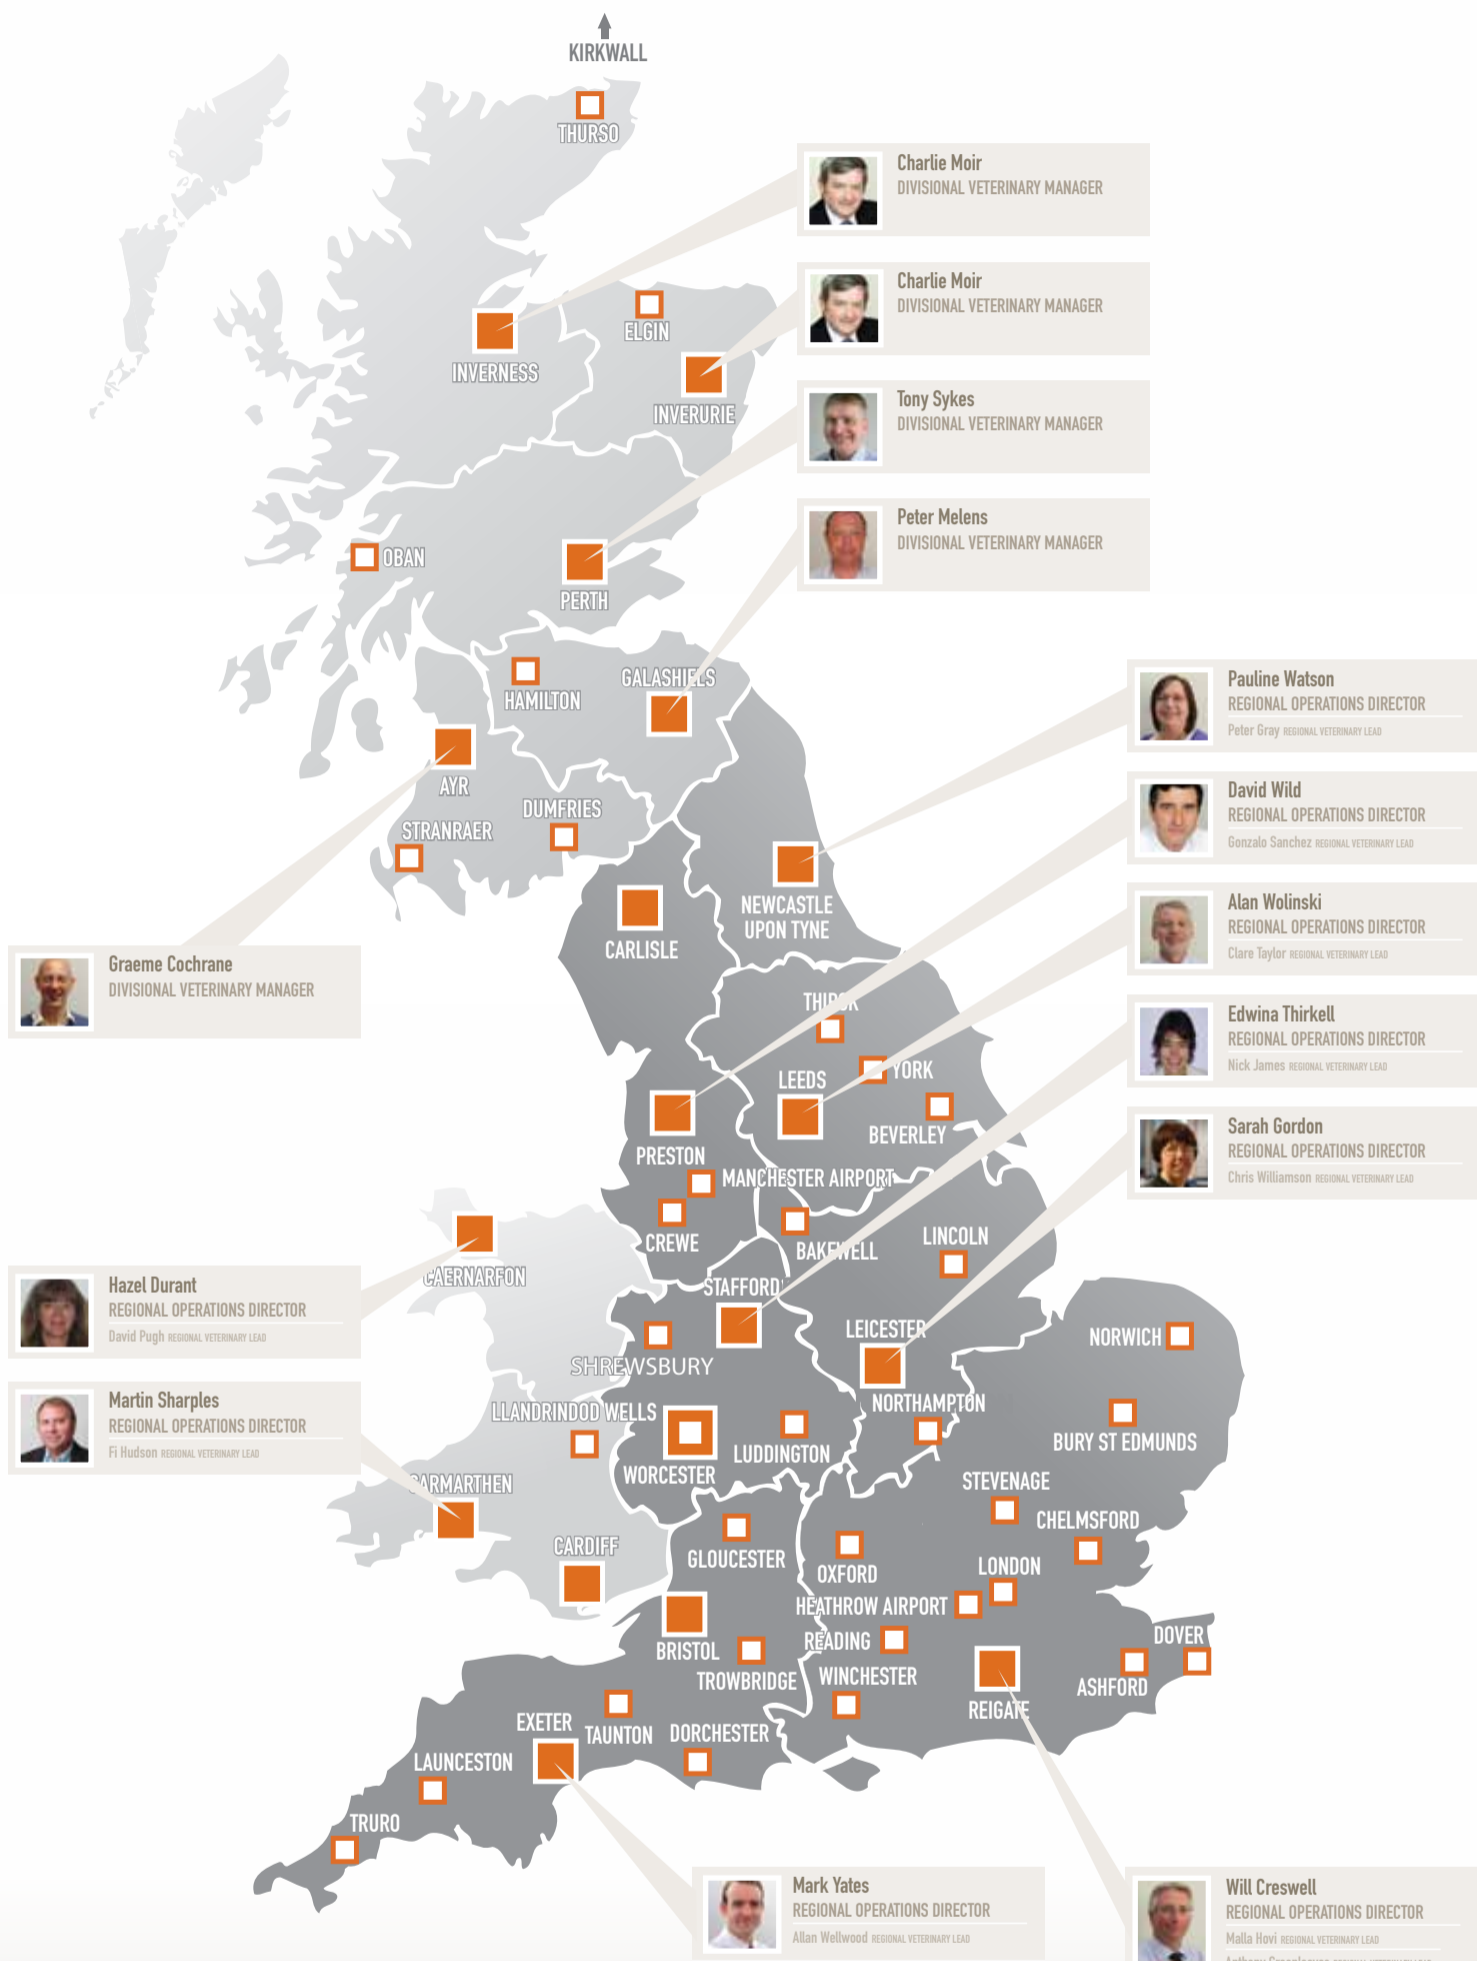 KIRKWALL
THURSO
Charlie Moir
DIVISIONAL VETERINARY MANAGER
Charlie Moir
DIVISIONAL VETERINARY MANAGER
ELGIN
INVERNESS
INVERURIE
Tony Sykes
DIVISIONAL VETERINARY MANAGER
Peter Melens
DIVISIONAL VETERINARY MANAGER
OBAN
PERTH
HAMILTON
GALASHIELS
Pauline Watson
REGIONAL OPERATIONS DIRECTOR
Peter Gray REGIONAL VETERINARY LEAD
AYR
DUMFRIES
STRANRAER
David Wild
REGIONAL OPERATIONS DIRECTOR
Gonzalo Sanchez REGIONAL VETERINARY LEAD
NEWCASTLE
UPON TYNE
CARLISLE
Alan Wolinski
REGIONAL OPERATIONS DIRECTOR
Clare Taylor REGIONAL VETERINARY LEAD
Graeme Cochrane
DIVISIONAL VETERINARY MANAGER
THIRSK
Edwina Thirkell
REGIONAL OPERATIONS DIRECTOR
Nick James REGIONAL VETERINARY LEAD
LEEDS
YORK
BEVERLEY
PRESTON
Sarah Gordon
REGIONAL OPERATIONS DIRECTOR
Chris Williamson REGIONAL VETERINARY LEAD
MANCHESTER AIRPORT
CREWE
BAKEWELL
LINCOLN
CAERNARFON
Hazel Durant
REGIONAL OPERATIONS DIRECTOR
David Pugh REGIONAL VETERINARY LEAD
STAFFORD
LEICESTER
NORWICH
SHREWSBURY
Martin Sharples
REGIONAL OPERATIONS DIRECTOR
Fi Hudson REGIONAL VETERINARY LEAD
LLANDRINDOD WELLS
NORTHAMPTON
BURY ST EDMUNDS
LUDDINGTON
WORCESTER
CARMARTHEN
STEVENAGE
CHELMSFORD
CARDIFF
GLOUCESTER
OXFORD
LONDON
HEATHROW AIRPORT
READING
DOVER
BRISTOL
TROWBRIDGE
WINCHESTER
ASHFORD
REIGATE
EXETER
TAUNTON
DORCHESTER
LAUNCESTON
TRURO
Mark Yates
REGIONAL OPERATIONS DIRECTOR
Allan Wellwood REGIONAL VETERINARY LEAD
Will Creswell
REGIONAL OPERATIONS DIRECTOR
Malla Hovi REGIONAL VETERINARY LEAD